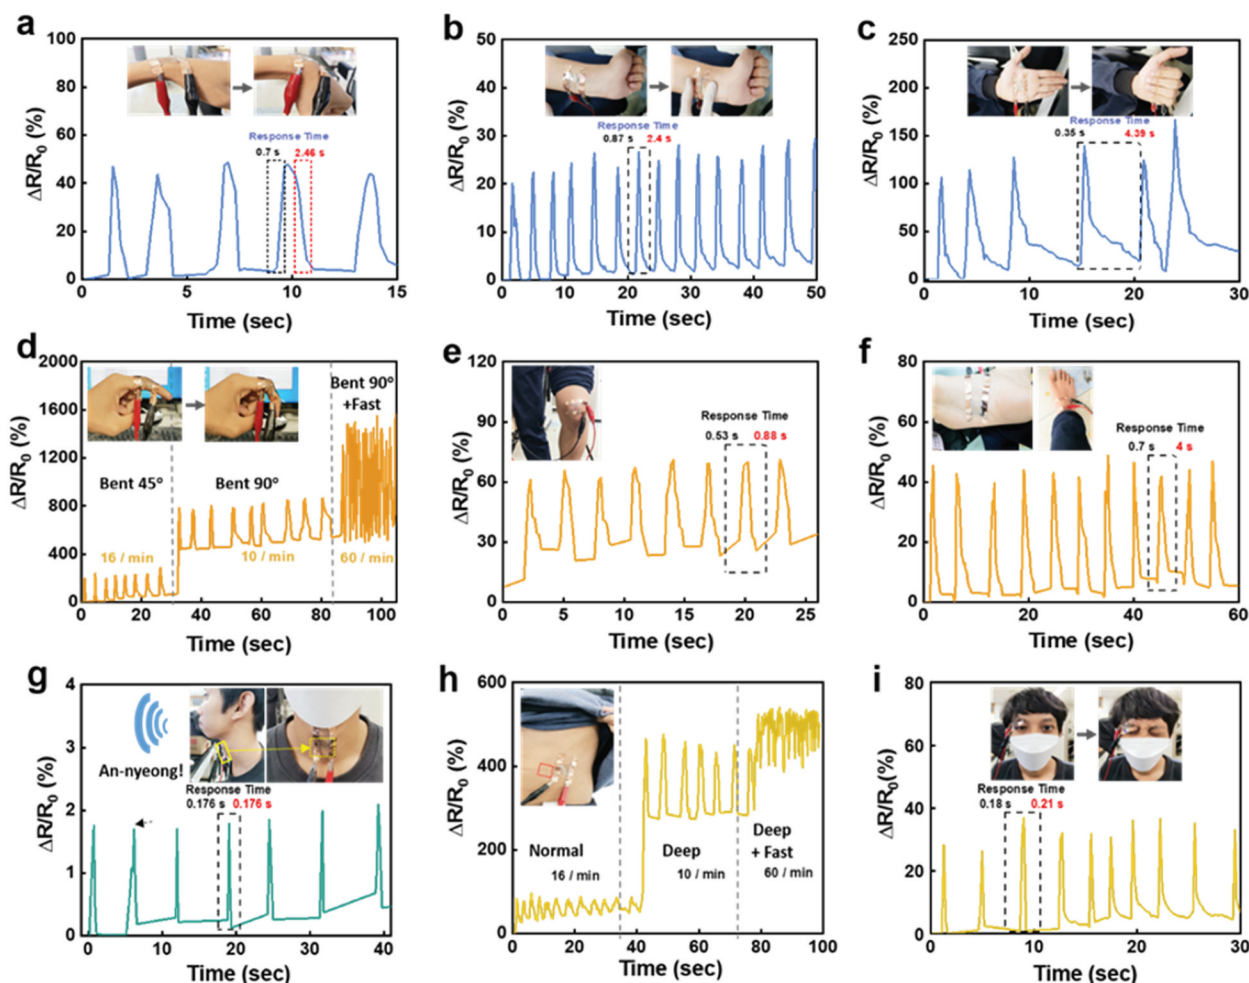 a
100
80
60
40
20
0
0 5 10 15
ΔR/R0 (%)
Time (sec)
Response Time
0.7 s 2.46 s
b
50
40
30
20
10
0
0 10 20 30 40 50
ΔR/R0 (%)
Time (sec)
Response Time
0.87 s 2.4 s
c
250
200
150
100
50
0
0 10 20 30
ΔR/R0 (%)
Time (sec)
Response Time
0.35 s 4.39 s
d
2000
1600
1200
800
400
0
0 20 40 60 80 100
ΔR/R0 (%)
Time (sec)
Bent 90°
+Fast
Bent 45° Bent 90°
16 / min 10 / min 60 / min
e
120
90
60
30
0
0 5 10 15 20 25
ΔR/R0 (%)
Time (sec)
Response Time
0.53 s 0.88 s
f
80
60
40
20
0
0 20 40 60
ΔR/R0 (%)
Time (sec)
Response Time
0.7 s 4 s
g
4
3
2
1
0
0 10 20 30 40
ΔR/R0 (%)
Time (sec)
An-nyeong!
Response Time
0.176 s 0.176 s
h
600
400
200
0
0 20 40 60 80 100
ΔR/R0 (%)
Time (sec)
Normal
16 / min
Deep
10 / min
Deep
+ Fast
60 / min
i
80
60
40
20
0
0 10 20 30
ΔR/R0 (%)
Time (sec)
Response Time
0.18 s 0.21 s